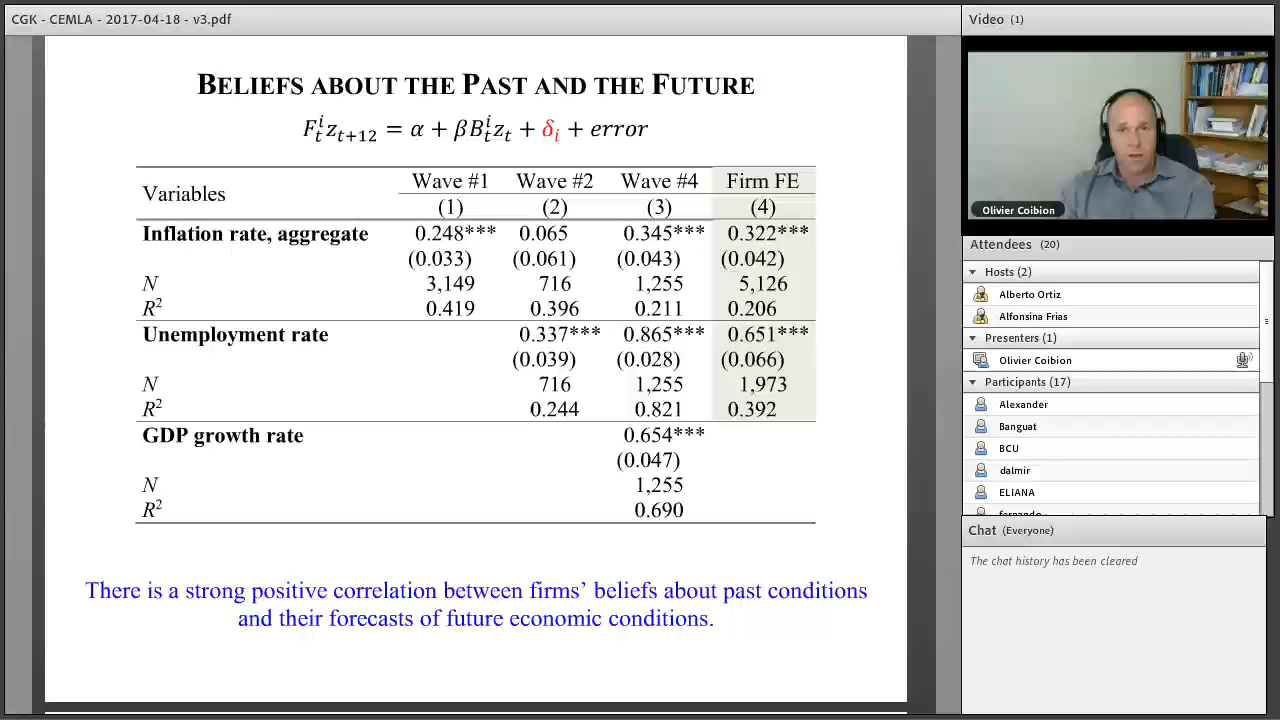 CGK - CEMLA - 2017-04-18 - v3.pdf
BELIEFS ABOUT THE PAST AND THE FUTURE
F_t^i z_{t+12} = α + βB_t^i z_t + δ_i + error
Variables Wave #1 Wave #2 Wave #4 Firm FE
(1) (2) (3) (4)
Inflation rate, aggregate 0.248*** 0.065 0.345*** 0.322***
(0.033) (0.061) (0.043) (0.042)
N 3,149 716 1,255 5,126
R² 0.419 0.396 0.211 0.206
Unemployment rate 0.337*** 0.865*** 0.651***
(0.039) (0.028) (0.066)
N 716 1,255 1,973
R² 0.244 0.821 0.392
GDP growth rate 0.654***
(0.047)
N 1,255
R² 0.690
There is a strong positive correlation between firms’ beliefs about past conditions
and their forecasts of future economic conditions.
Video (1)
Olivier Coibion
Attendees (20)
Hosts (2)
Alberto Ortiz
Alfonsina Frias
Presenters (1)
Olivier Coibion
Participants (17)
Alexander
Banguat
BCU
dalmir
ELIANA
Chat (Everyone)
The chat history has been cleared